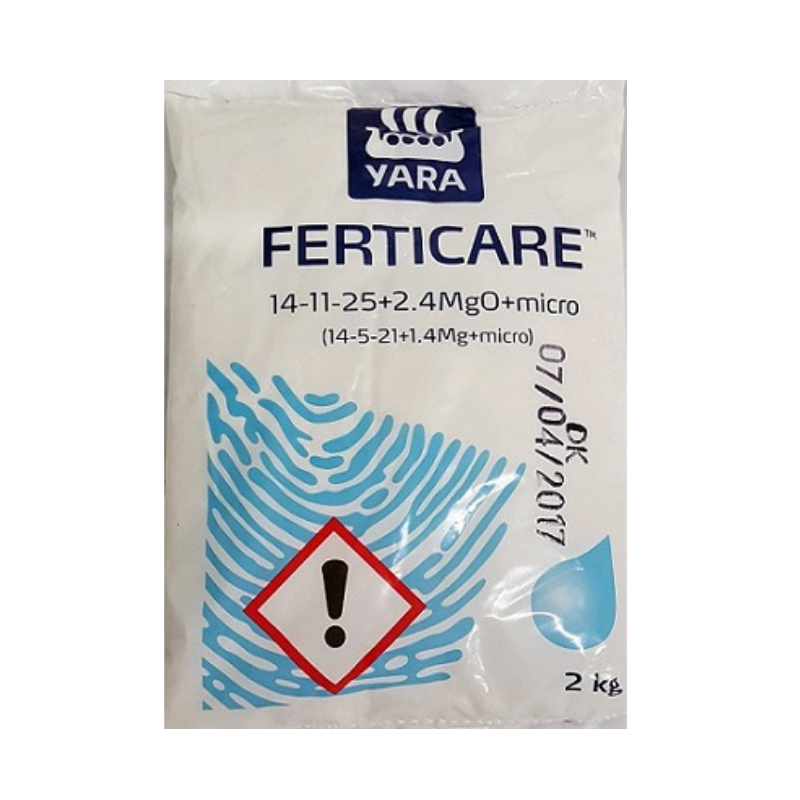 YARA
FERTICARE™
14-11-25+2.4MgO+micro
(14-5-21+1.4Mg+micro)
07/04/2017
OK
!
2 kg